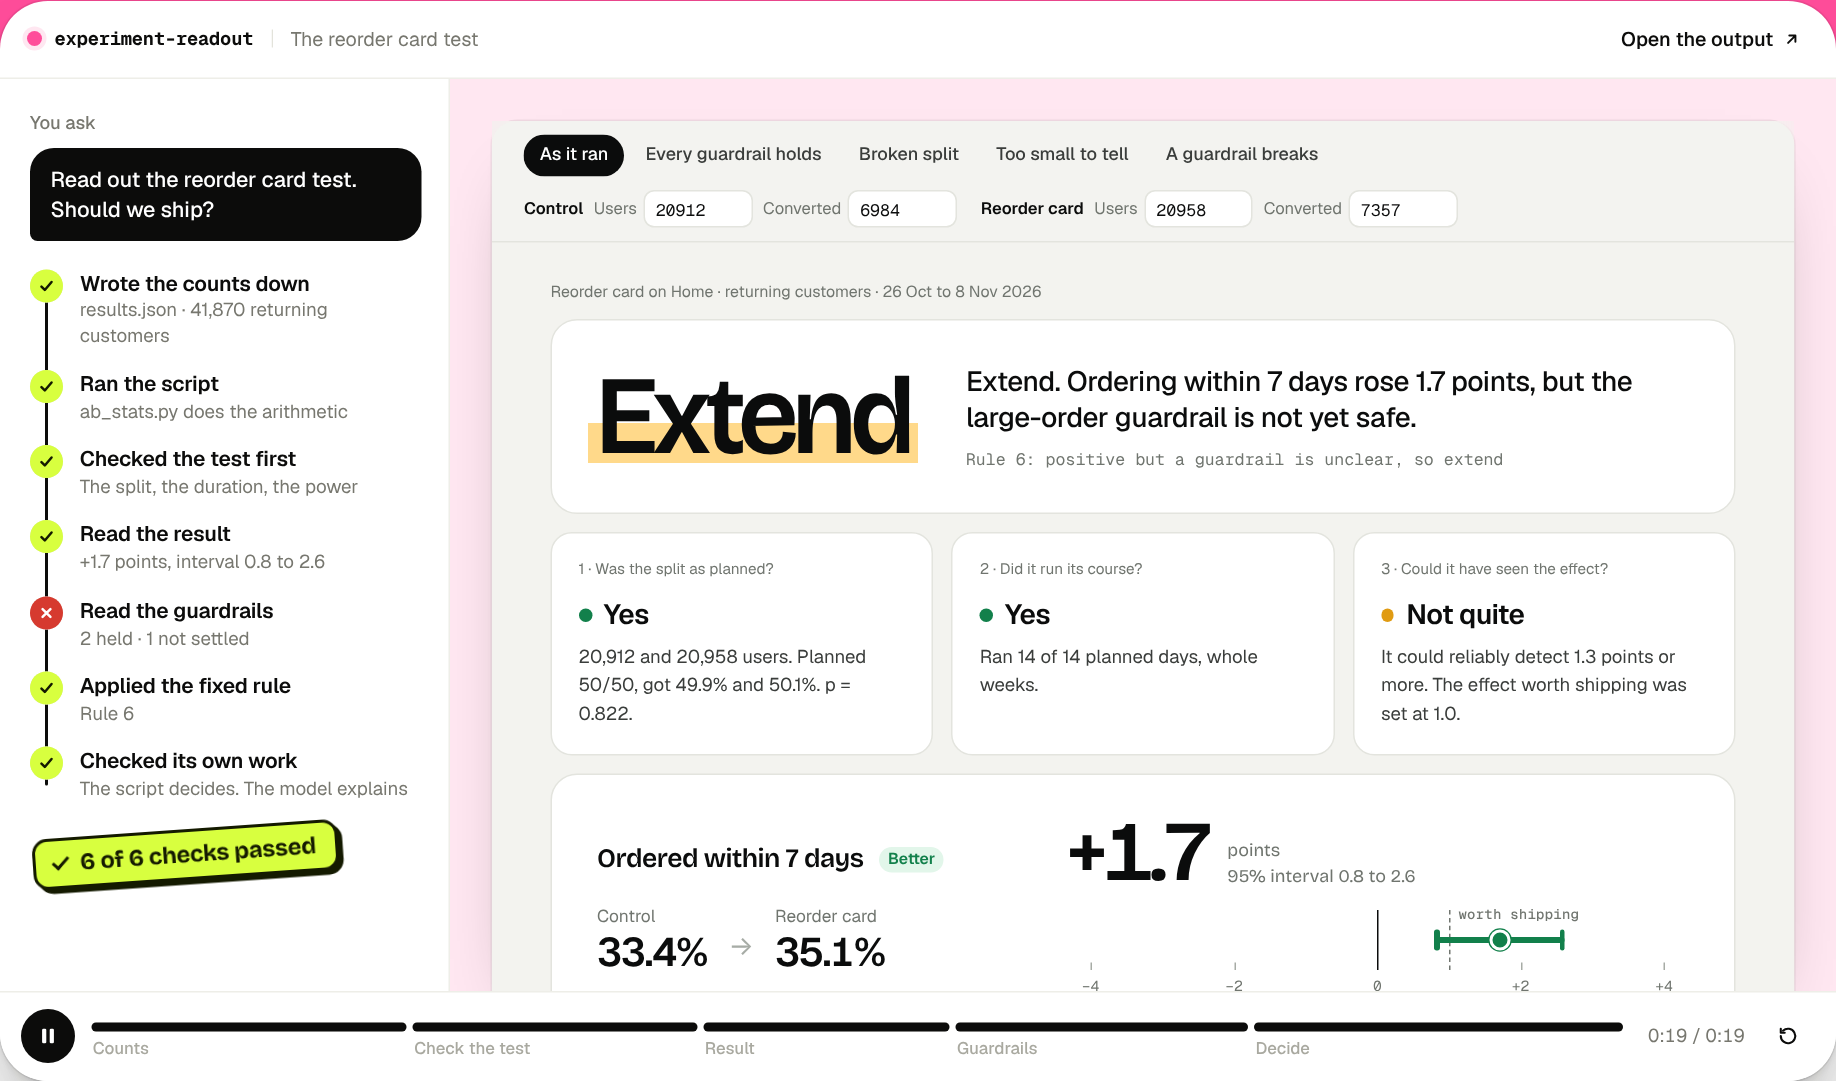 experiment-readout
The reorder card test
Open the output
You ask
Read out the reorder card test.
Should we ship?
Wrote the counts down
results.json · 41,870 returning
customers
Ran the script
ab_stats.py does the arithmetic
Checked the test first
The split, the duration, the power
Read the result
+1.7 points, interval 0.8 to 2.6
Read the guardrails
2 held · 1 not settled
Applied the fixed rule
Rule 6
Checked its own work
The script decides. The model explains
6 of 6 checks passed
As it ran Every guardrail holds Broken split Too small to tell A guardrail breaks
Control Users 20912 Converted 6984 Reorder card Users 20958 Converted 7357
Reorder card on Home · returning customers · 26 Oct to 8 Nov 2026
Extend
Extend. Ordering within 7 days rose 1.7 points, but the
large-order guardrail is not yet safe.
Rule 6: positive but a guardrail is unclear, so extend
1 · Was the split as planned?
Yes
20,912 and 20,958 users. Planned
50/50, got 49.9% and 50.1%. p =
0.822.
2 · Did it run its course?
Yes
Ran 14 of 14 planned days, whole
weeks.
3 · Could it have seen the effect?
Not quite
It could reliably detect 1.3 points or
more. The effect worth shipping was
set at 1.0.
Ordered within 7 days Better
Control
33.4%
→
Reorder card
35.1%
+1.7
points
95% interval 0.8 to 2.6
worth shipping
−4 −2 0 +2 +4
Counts
Check the test
Result
Guardrails
Decide
0:19 / 0:19